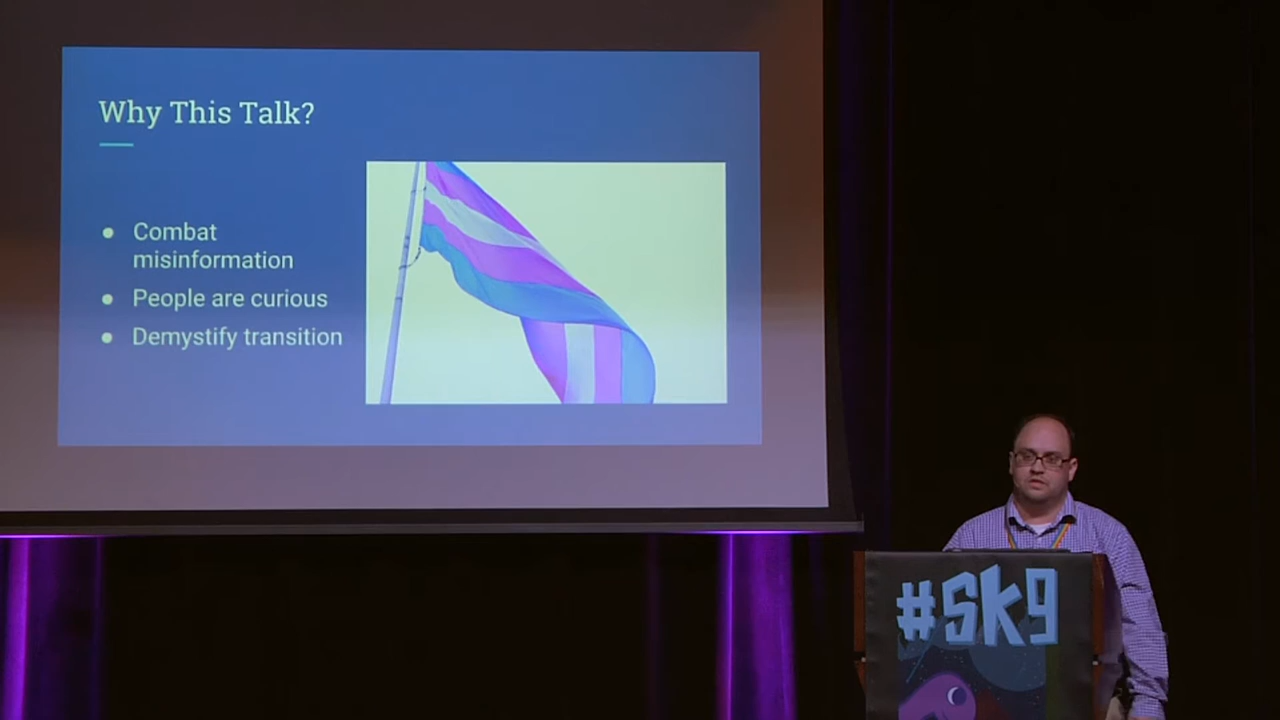 Why This Talk?
● Combat
misinformation
● People are curious
● Demystify transition
#SK9